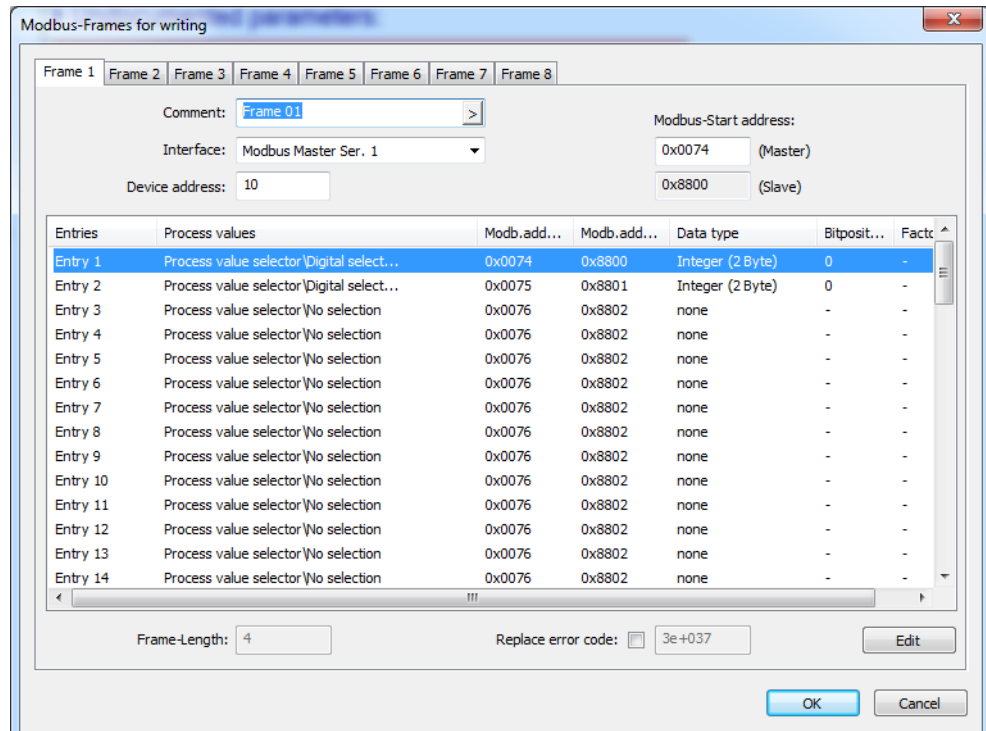 Modbus-Frames for writing
Frame 1 Frame 2 Frame 3 Frame 4 Frame 5 Frame 6 Frame 7 Frame 8
Comment: Frame 01 >
Modbus-Start address:
Interface: Modbus Master Ser. 1 0x0074 (Master)
Device address: 10 0x8800 (Slave)
Entries Process values Modb.add... Modb.add... Data type Bitposit... Facto
Entry 1 Process value selector\Digital select... 0x0074 0x8800 Integer (2 Byte) 0 -
Entry 2 Process value selector\Digital select... 0x0075 0x8801 Integer (2 Byte) 0 -
Entry 3 Process value selector\No selection 0x0076 0x8802 none - -
Entry 4 Process value selector\No selection 0x0076 0x8802 none - -
Entry 5 Process value selector\No selection 0x0076 0x8802 none - -
Entry 6 Process value selector\No selection 0x0076 0x8802 none - -
Entry 7 Process value selector\No selection 0x0076 0x8802 none - -
Entry 8 Process value selector\No selection 0x0076 0x8802 none - -
Entry 9 Process value selector\No selection 0x0076 0x8802 none - -
Entry 10 Process value selector\No selection 0x0076 0x8802 none - -
Entry 11 Process value selector\No selection 0x0076 0x8802 none - -
Entry 12 Process value selector\No selection 0x0076 0x8802 none - -
Entry 13 Process value selector\No selection 0x0076 0x8802 none - -
Entry 14 Process value selector\No selection 0x0076 0x8802 none - -
Frame-Length: 4 Replace error code: 3e+037 Edit
OK Cancel